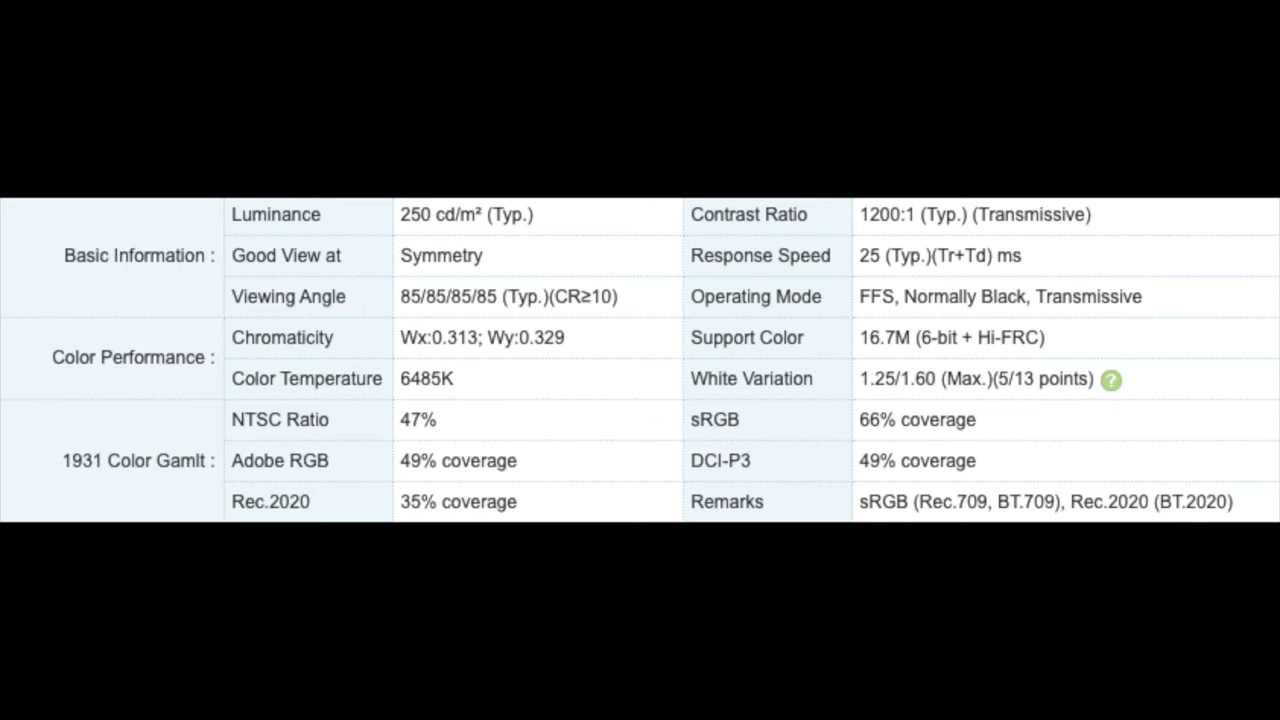 Luminance 250 cd/m² (Typ.) Contrast Ratio 1200:1 (Typ.) (Transmissive)
Basic Information : Good View at Symmetry Response Speed 25 (Typ.)(Tr+Td) ms
Viewing Angle 85/85/85/85 (Typ.)(CR≥10) Operating Mode FFS, Normally Black, Transmissive
Chromaticity Wx:0.313; Wy:0.329 Support Color 16.7M (6-bit + Hi-FRC)
Color Performance :
Color Temperature 6485K White Variation 1.25/1.60 (Max.)(5/13 points) ?
NTSC Ratio 47% sRGB 66% coverage
1931 Color Gamlt : Adobe RGB 49% coverage DCI-P3 49% coverage
Rec.2020 35% coverage Remarks sRGB (Rec.709, BT.709), Rec.2020 (BT.2020)